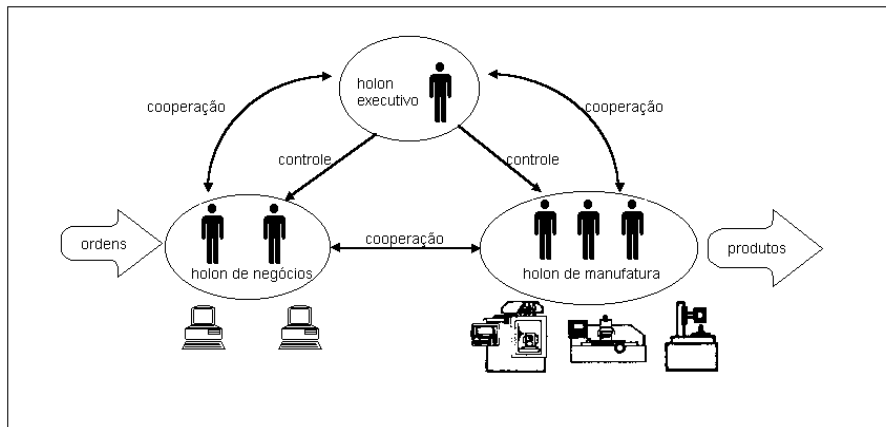 holon
executivo
cooperação
cooperação
controle
controle
ordens
cooperação
produtos
holon de negócios
holon de manufatura